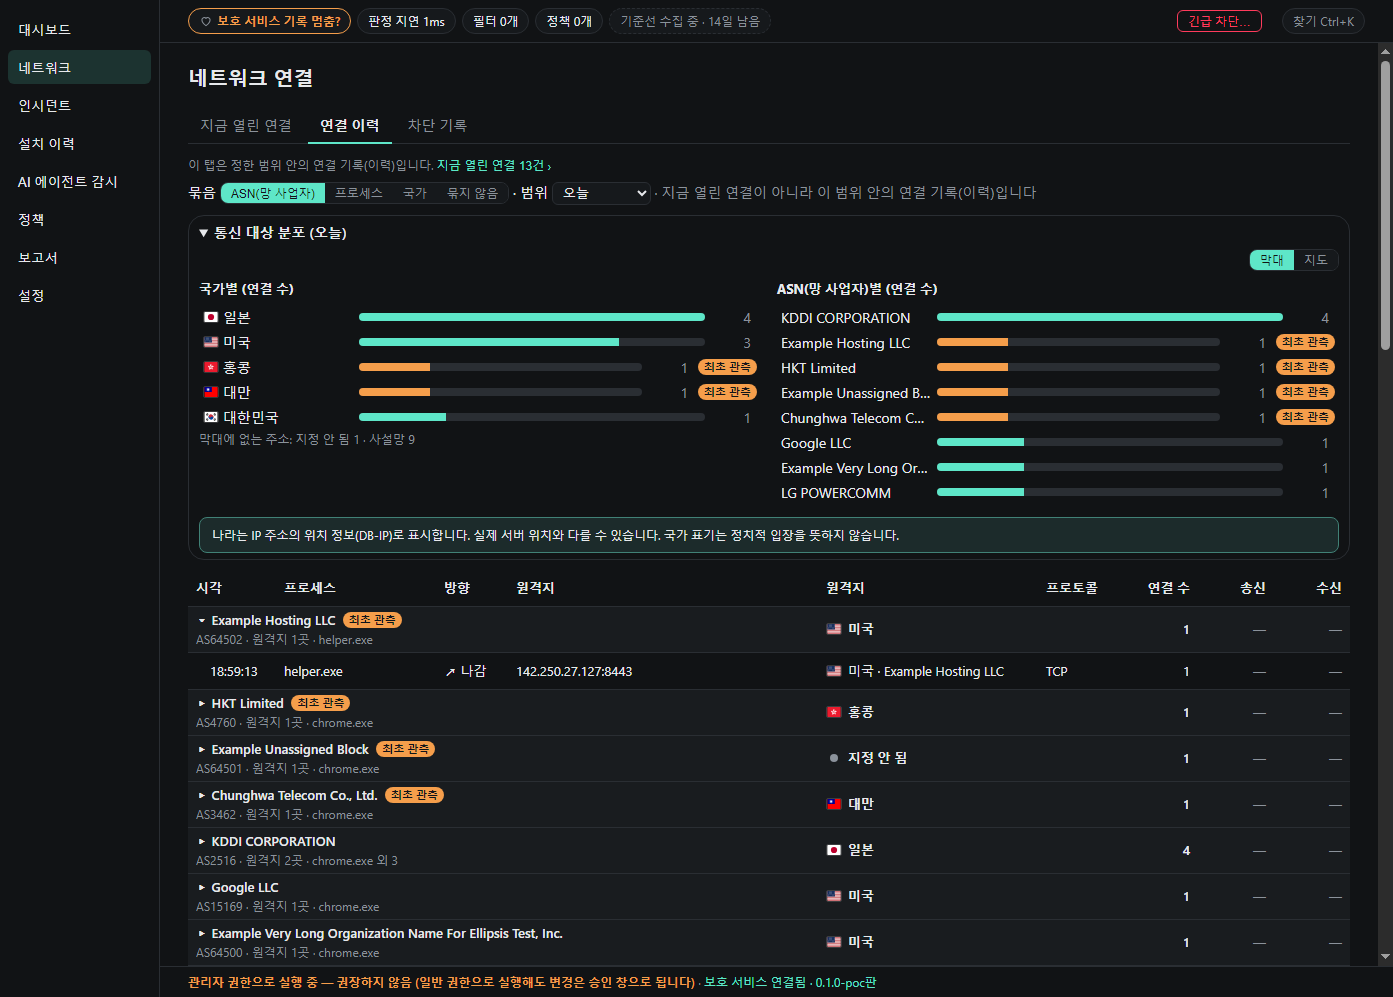 대시보드
네트워크
인시던트
설치 이력
AI 에이전트 감시
정책
보고서
설정
보호 서비스 기록 멈춤? 판정 지연 1ms 필터 0개 정책 0개 기준선 수집 중 · 14일 남음 긴급 차단... 찾기 Ctrl+K
네트워크 연결
지금 열린 연결 연결 이력 차단 기록
이 탭은 정한 범위 안의 연결 기록(이력)입니다. 지금 열린 연결 13건 ›
묶음 ASN(망 사업자) 프로세스 국가 묶지 않음 · 범위 오늘 · 지금 열린 연결이 아니라 이 범위 안의 연결 기록(이력)입니다
▼ 통신 대상 분포 (오늘)
막대 지도
국가별 (연결 수)
일본 4
미국 3
홍콩 1 최초 관측
대만 1 최초 관측
대한민국 1
막대에 없는 주소: 지정 안 됨 1 · 사설망 9
ASN(망 사업자)별 (연결 수)
KDDI CORPORATION 4
Example Hosting LLC 1 최초 관측
HKT Limited 1 최초 관측
Example Unassigned B... 1 최초 관측
Chunghwa Telecom C... 1 최초 관측
Google LLC 1
Example Very Long Or... 1
LG POWERCOMM 1
나라는 IP 주소의 위치 정보(DB-IP)로 표시합니다. 실제 서버 위치와 다를 수 있습니다. 국가 표기는 정치적 입장을 뜻하지 않습니다.
시각 프로세스 방향 원격지 원격지 프로토콜 연결 수 송신 수신
Example Hosting LLC 최초 관측 미국 1 — —
AS64502 · 원격지 1곳 · helper.exe
18:59:13 helper.exe ↗ 나감 142.250.27.127:8443 미국 · Example Hosting LLC TCP 1 — —
HKT Limited 최초 관측 홍콩 1 — —
AS4760 · 원격지 1곳 · chrome.exe
Example Unassigned Block 최초 관측 지정 안 됨 1 — —
AS64501 · 원격지 1곳 · chrome.exe
Chunghwa Telecom Co., Ltd. 최초 관측 대만 1 — —
AS3462 · 원격지 1곳 · chrome.exe
KDDI CORPORATION 일본 4 — —
AS2516 · 원격지 2곳 · chrome.exe 외 3
Google LLC 미국 1 — —
AS15169 · 원격지 1곳 · chrome.exe
Example Very Long Organization Name For Ellipsis Test, Inc. 미국 1 — —
AS64500 · 원격지 1곳 · chrome.exe
관리자 권한으로 실행 중 — 권장하지 않음 (일반 권한으로 실행해도 변경은 승인 창으로 됩니다) · 보호 서비스 연결됨 · 0.1.0-poc판